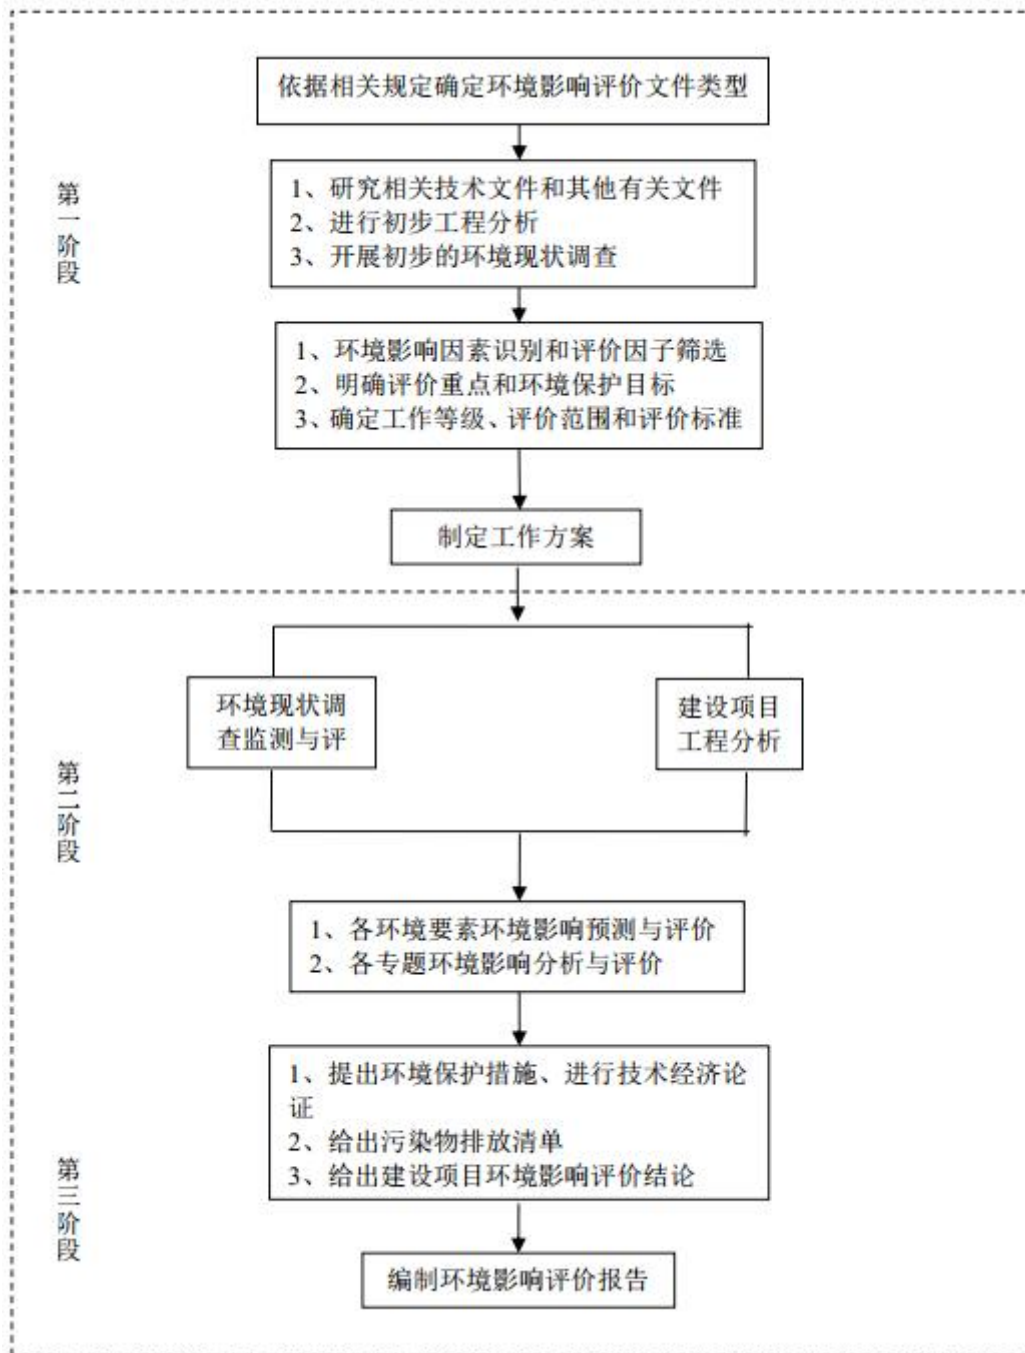 依据相关规定确定环境影响评价文件类型
第一阶段
1、研究相关技术文件和其他有关文件
2、进行初步工程分析
3、开展初步的环境现状调查
1、环境影响因素识别和评价因子筛选
2、明确评价重点和环境保护目标
3、确定工作等级、评价范围和评价标准
制定工作方案
第二阶段
环境现状调
查监测与评
建设项目
工程分析
1、各环境要素环境影响预测与评价
2、各专题环境影响分析与评价
第三阶段
1、提出环境保护措施、进行技术经济论
证
2、给出污染物排放清单
3、给出建设项目环境影响评价结论
编制环境影响评价报告